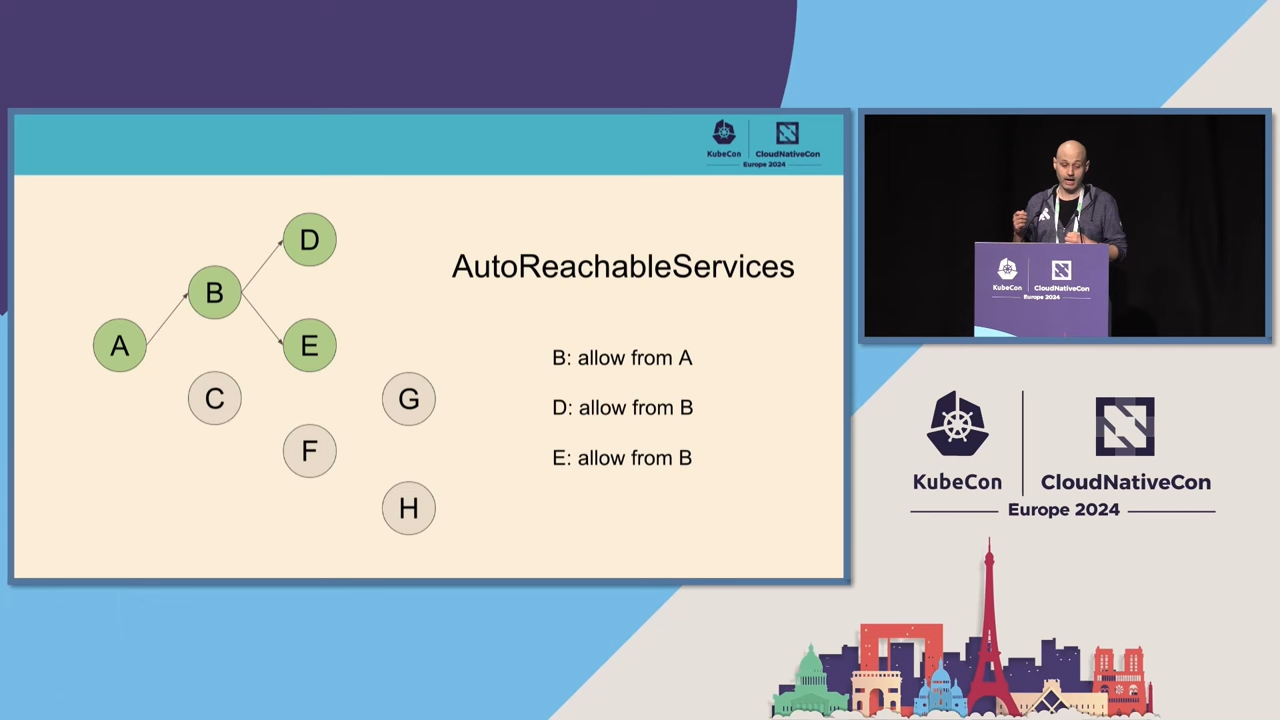 KubeCon
CloudNativeCon
Europe 2024
D
B
A
E
C
G
F
H
AutoReachableServices
B: allow from A
D: allow from B
E: allow from B
KubeCon
CloudNativeCon
Europe 2024
KubeCon
CloudNativeCon
Europe 2024